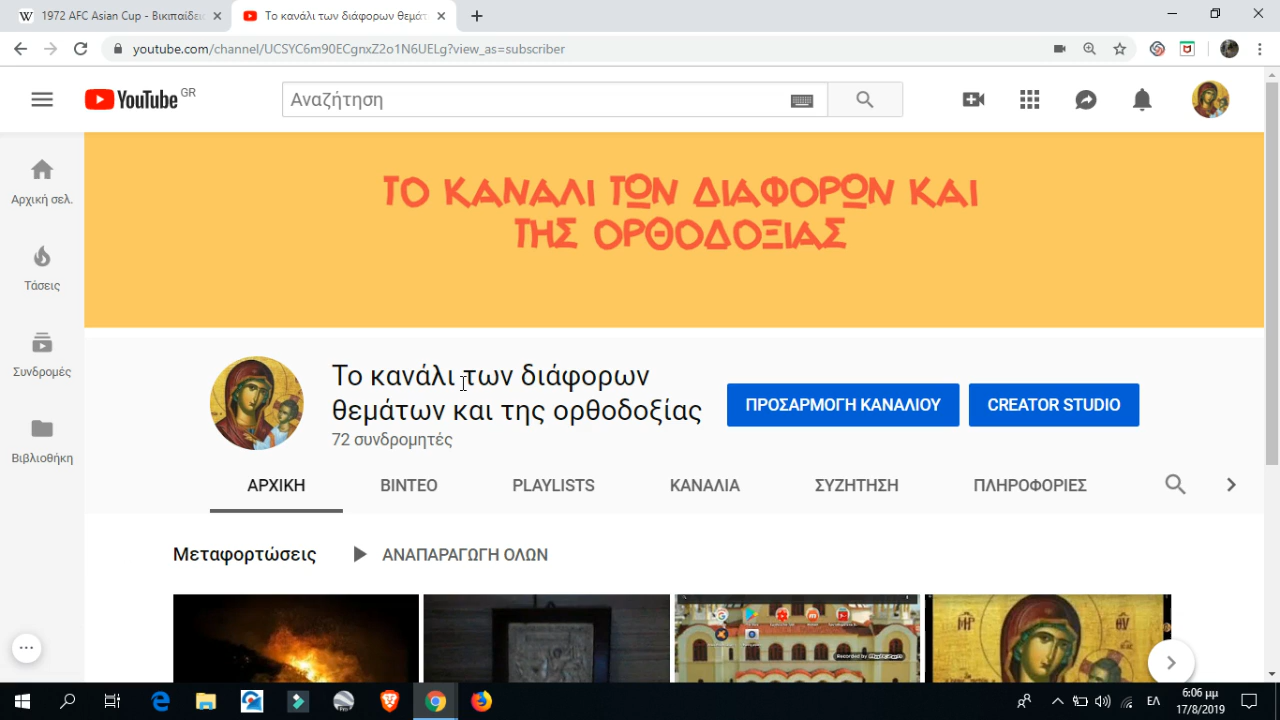 1972 AFC Asian Cup - Βικιπαίδει
Το κανάλι των διάφορων θεμάτ
youtube.com/channel/UCSYC6m90ECgnxZ2o1N6UELg?view_as=subscriber
YouTube GR
Αναζήτηση
Αρχική σελ.
Τάσεις
Συνδρομές
Βιβλιοθήκη
ΤΟ ΚΑΝΑΛΙ ΤΩΝ ΔΙΑΦΟΡΩΝ ΚΑΙ
ΤΗΣ ΟΡΘΟΔΟΞΙΑΣ
Το κανάλι των διάφορων
θεμάτων και της ορθοδοξίας
72 συνδρομητές
ΠΡΟΣΑΡΜΟΓΗ ΚΑΝΑΛΙΟΥ
CREATOR STUDIO
ΑΡΧΙΚΗ ΒΙΝΤΕΟ PLAYLISTS ΚΑΝΑΛΙΑ ΣΥΖΗΤΗΣΗ ΠΛΗΡΟΦΟΡΙΕΣ
Μεταφορτώσεις ΑΝΑΠΑΡΑΓΩΓΗ ΟΛΩΝ
ΕΛ
6:06 μμ
17/8/2019